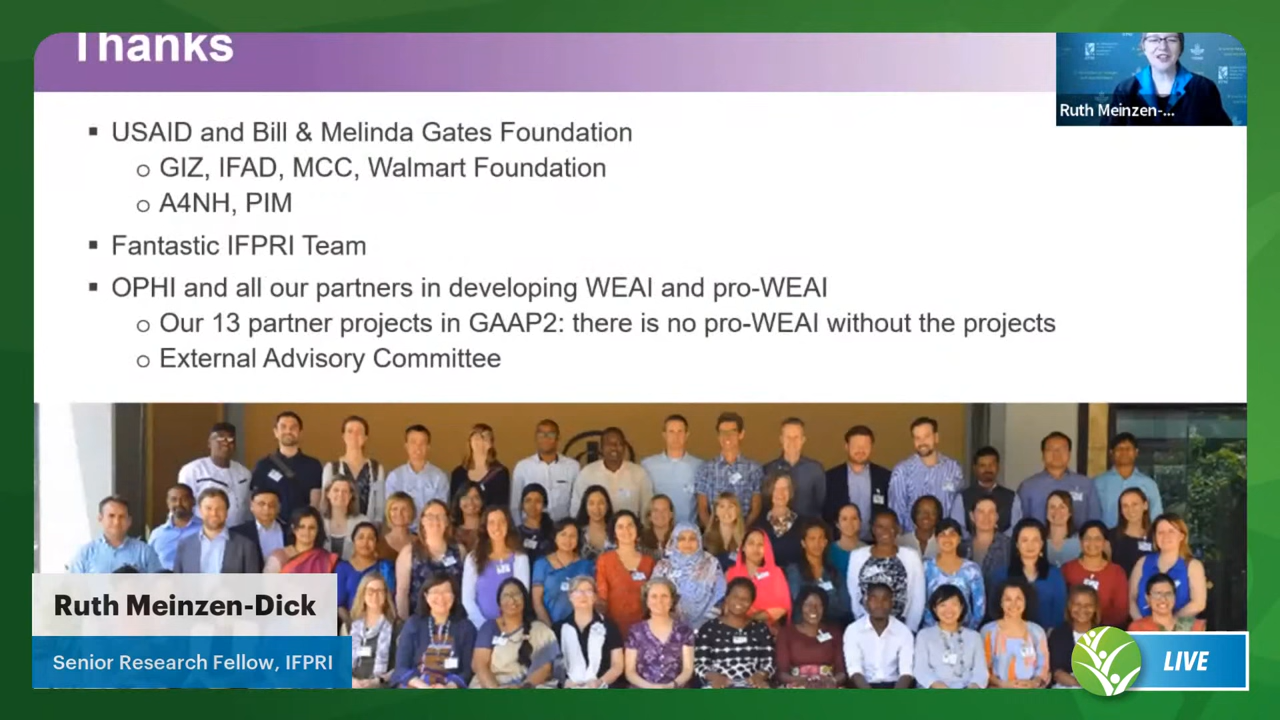 Thanks
Ruth Meinzen-...
▪ USAID and Bill & Melinda Gates Foundation
o GIZ, IFAD, MCC, Walmart Foundation
o A4NH, PIM
▪ Fantastic IFPRI Team
▪ OPHI and all our partners in developing WEAI and pro-WEAI
o Our 13 partner projects in GAAP2: there is no pro-WEAI without the projects
o External Advisory Committee
Ruth Meinzen-Dick
Senior Research Fellow, IFPRI
LIVE